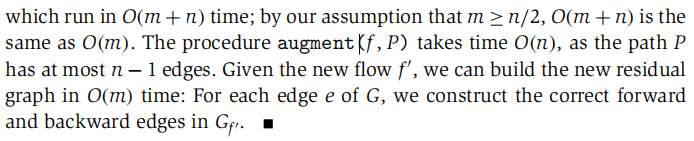 which run in O(m + n) time; by our assumption that m ≥ n/2, O(m + n) is the
same as O(m). The procedure augment(f, P) takes time O(n), as the path P
has at most n − 1 edges. Given the new flow f′, we can build the new residual
graph in O(m) time: For each edge e of G, we construct the correct forward
and backward edges in G_f′. ■